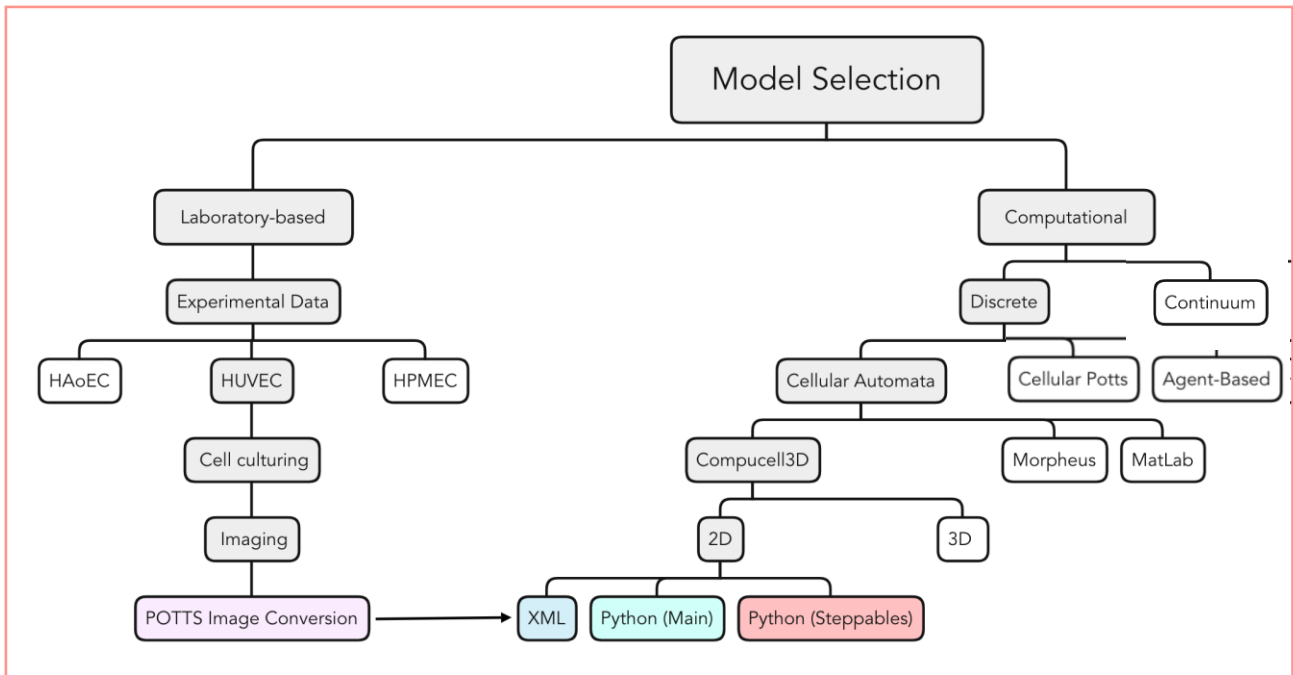 Model Selection
Laboratory-based
Computational
Experimental Data
Discrete
Continuum
HAoEC
HUVEC
HPMEC
Cellular Automata
Cellular Potts
Agent-Based
Cell culturing
Compucell3D
Morpheus
MatLab
Imaging
2D
3D
POTTS Image Conversion
XML
Python (Main)
Python (Steppables)